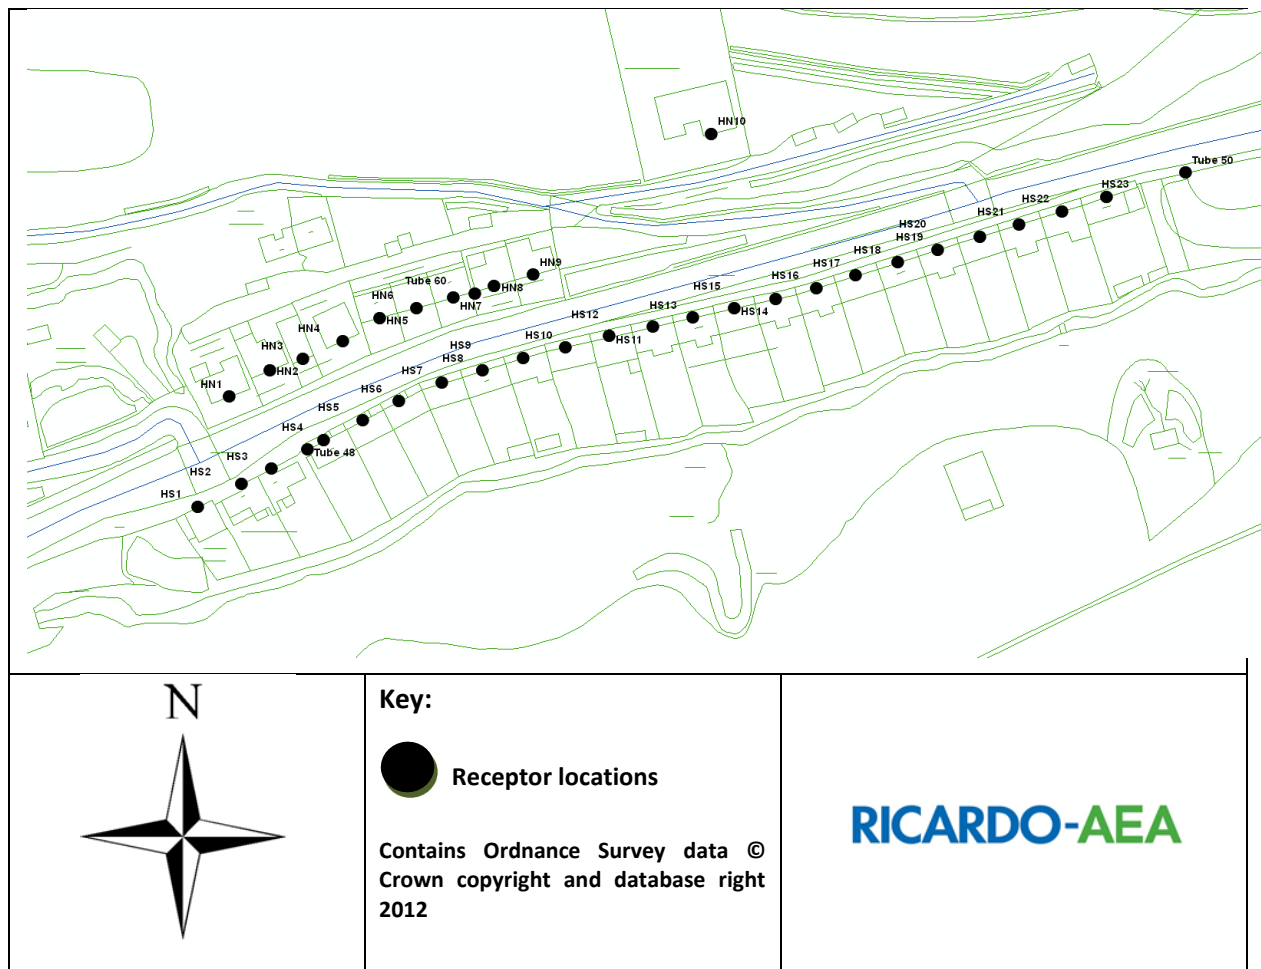 HN10
Tube 50
HS23
HS22
HS21
HS20
HS19
HS18
HS17
HS16
HS15
HS14
HS13
HS12
HS11
HS10
HS9
HS8
HS7
HS6
HS5
HS4
Tube 48
HS3
HS2
HS1
HN9
HN8
Tube 60
HN7
HN6
HN5
HN4
HN3
HN2
HN1
N
Key:
Receptor locations
Contains Ordnance Survey data ©
Crown copyright and database right
2012
RICARDO-AEA